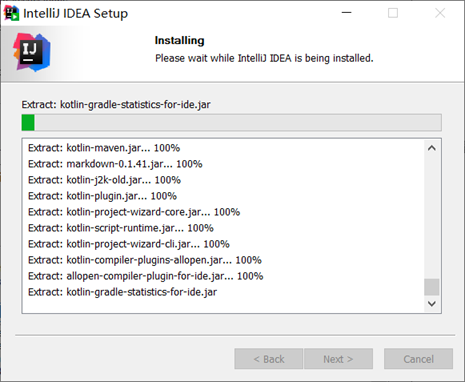 IntelliJ IDEA Setup
IJ
Installing
Please wait while IntelliJ IDEA is being installed.
Extract: kotlin-gradle-statistics-for-ide.jar
Extract: kotlin-maven.jar... 100%
Extract: markdown-0.1.41.jar... 100%
Extract: kotlin-j2k-old.jar... 100%
Extract: kotlin-plugin.jar... 100%
Extract: kotlin-project-wizard-core.jar... 100%
Extract: kotlin-script-runtime.jar... 100%
Extract: kotlin-project-wizard-cli.jar... 100%
Extract: kotlin-compiler-plugins-allopen.jar... 100%
Extract: allopen-compiler-plugin-for-ide.jar... 100%
Extract: kotlin-gradle-statistics-for-ide.jar
< Back
Next >
Cancel